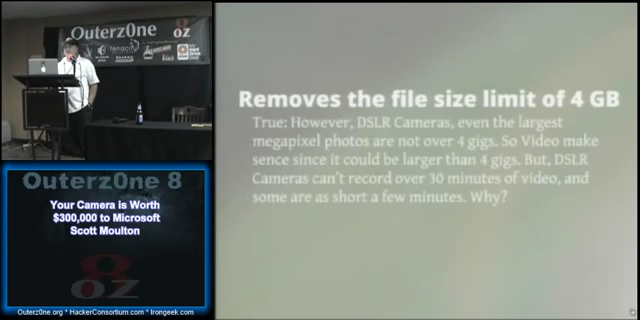 Outerz0ne 8
OZ
tenacity
Removes the file size limit of 4 GB
True: However, DSLR Cameras, even the largest
megapixel photos are not over 4 gigs. So Video make
sence since it could be larger than 4 gigs. But, DSLR
Cameras can't record over 30 minutes of video, and
some are as short a few minutes. Why?
Outerz0ne 8
Your Camera is Worth
$300,000 to Microsoft
Scott Moulton
8
OZ
Outerz0ne.org * HackerConsortium.com * Irongeek.com